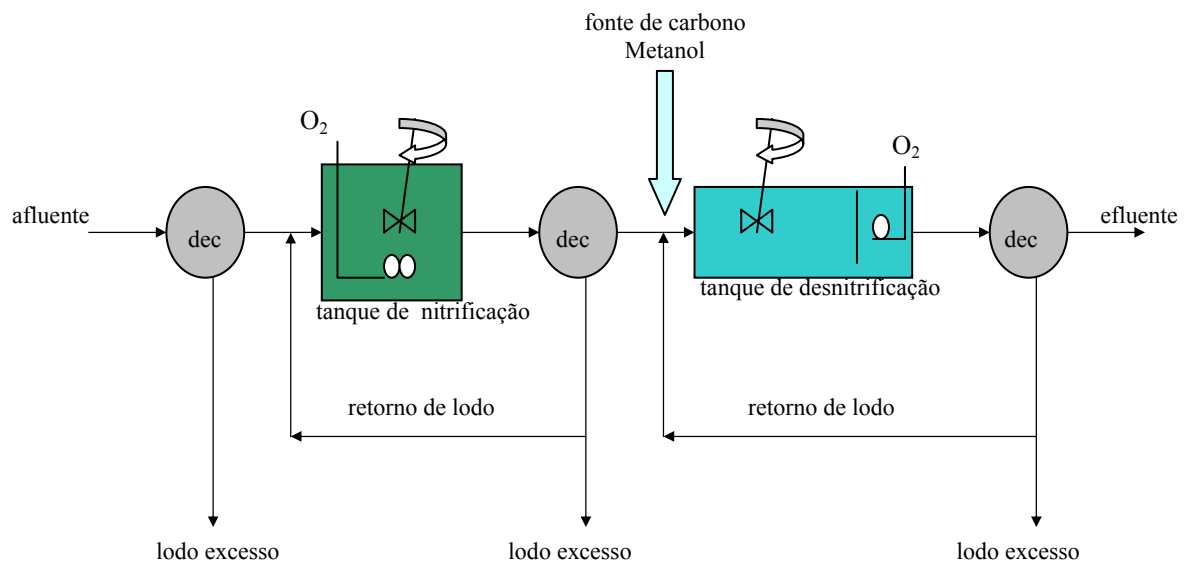 fonte de carbono
Metanol
O2
O2
afluente
dec
dec
dec
efluente
tanque de nitrificação
tanque de desnitrificação
retorno de lodo
retorno de lodo
lodo excesso
lodo excesso
lodo excesso